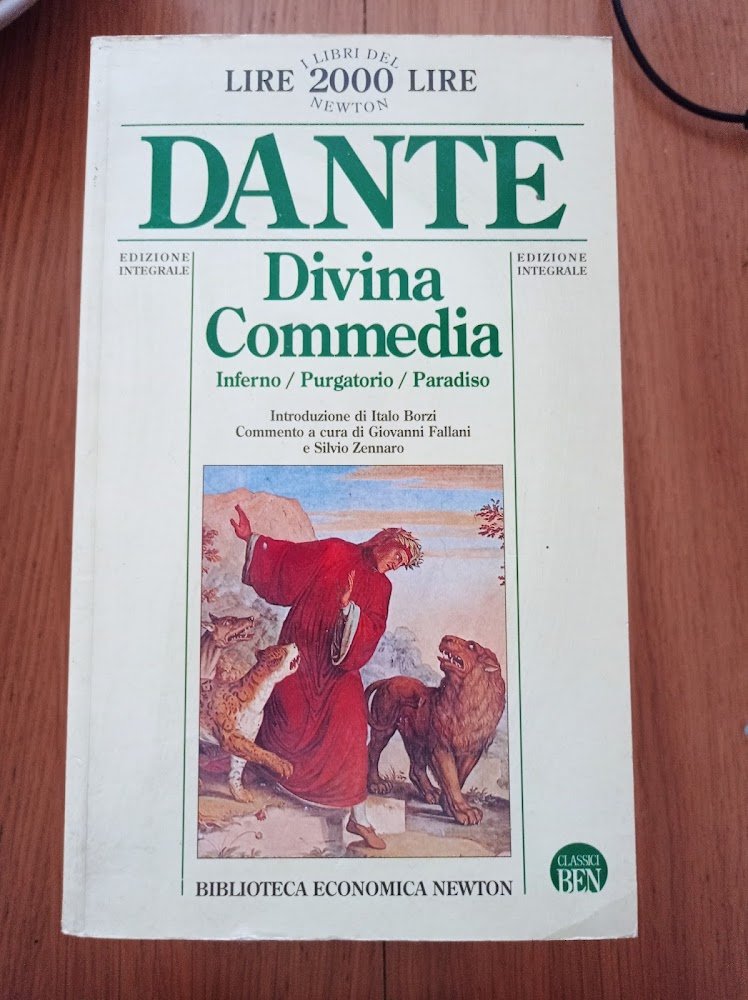 I LIBRI DEL
LIRE 2000 LIRE
NEWTON
DANTE
EDIZIONE
INTEGRALE
EDIZIONE
INTEGRALE
Divina
Commedia
Inferno / Purgatorio / Paradiso
Introduzione di Italo Borzi
Commento a cura di Giovanni Fallani
e Silvio Zennaro
CLASSICI
BEN
BIBLIOTECA ECONOMICA NEWTON